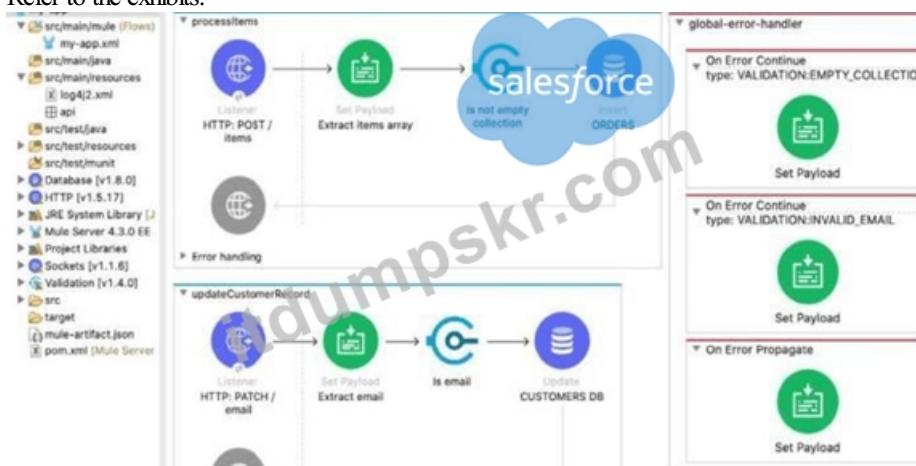 Refer to the exhibits.
src/main/mule (Flows)
my-app.xml
src/main/java
src/main/resources
log4j2.xml
api
src/test/java
src/test/resources
src/test/munit
Database [v1.8.0]
HTTP [v1.5.17]
JRE System Library [J
Mule Server 4.3.0 EE
Project Libraries
Sockets [v1.1.6]
Validation [v1.4.0]
src
target
mule-artifact.json
pom.xml [Mule Server
processItems
Listener
HTTP: POST /
items
Set Payload
Extract items array
Is not empty
collection
Insert
ORDERS
salesforce
Error handling
updateCustomerRecord
Listener
HTTP: PATCH /
email
Set Payload
Extract email
Is email
Update
CUSTOMERS DB
global-error-handler
On Error Continue
type: VALIDATION:EMPTY_COLLECTIO
Set Payload
On Error Continue
type: VALIDATION:INVALID_EMAIL
Set Payload
On Error Propagate
Set Payload
itdumpskr.com